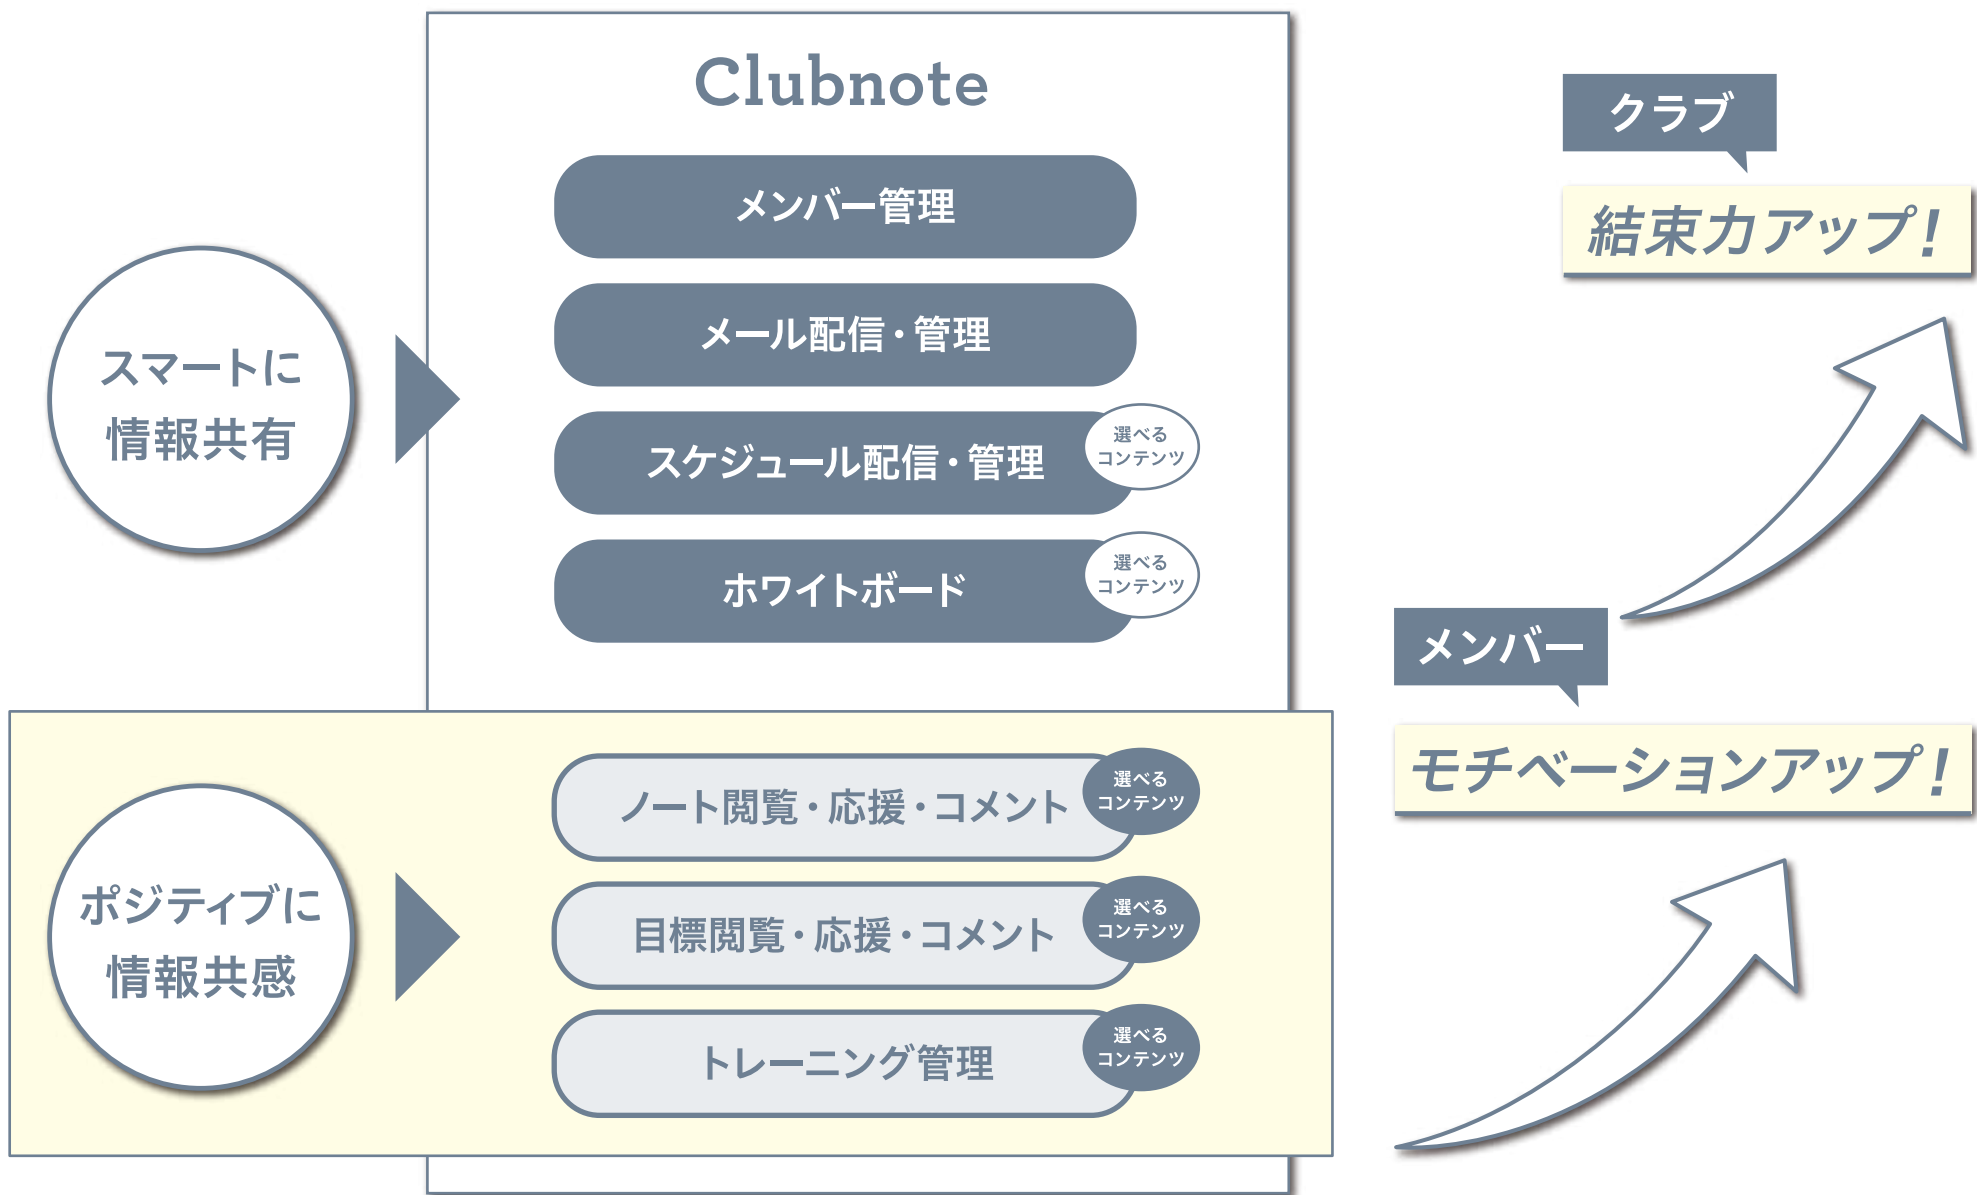 Clubnote
スマートに
情報共有
メンバー管理
メール配信・管理
スケジュール配信・管理
選べる
コンテンツ
ホワイトボード
選べる
コンテンツ
ポジティブに
情報共感
ノート閲覧・応援・コメント
選べる
コンテンツ
目標閲覧・応援・コメント
選べる
コンテンツ
トレーニング管理
選べる
コンテンツ
クラブ
結束力アップ!
メンバー
モチベーションアップ!